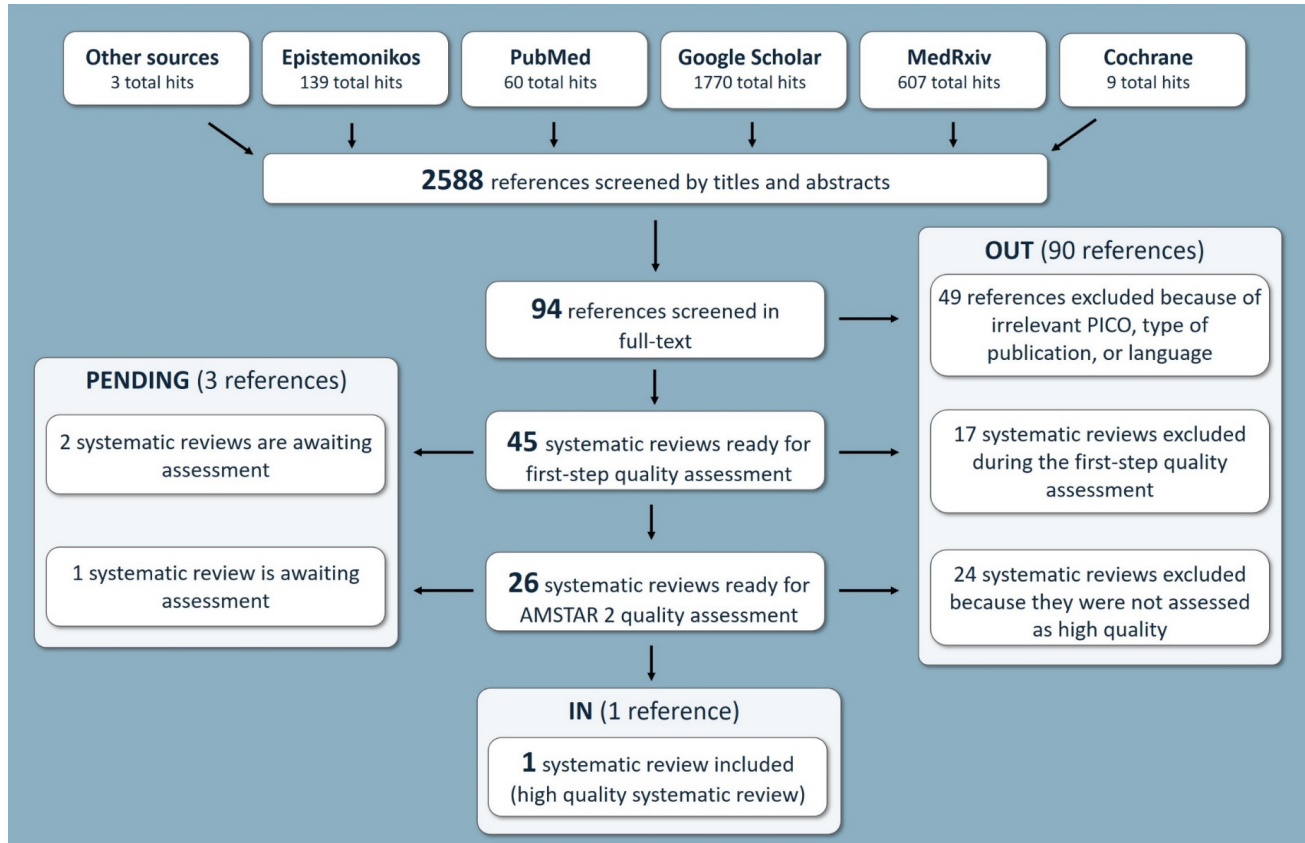 Other sources
3 total hits
Epistemonikos
139 total hits
PubMed
60 total hits
Google Scholar
1770 total hits
MedRxiv
607 total hits
Cochrane
9 total hits
2588 references screened by titles and abstracts
94 references screened in
full-text
OUT (90 references)
49 references excluded because of
irrelevant PICO, type of
publication, or language
PENDING (3 references)
2 systematic reviews are awaiting
assessment
45 systematic reviews ready for
first-step quality assessment
17 systematic reviews excluded
during the first-step quality
assessment
1 systematic review is awaiting
assessment
26 systematic reviews ready for
AMSTAR 2 quality assessment
24 systematic reviews excluded
because they were not assessed
as high quality
IN (1 reference)
1 systematic review included
(high quality systematic review)